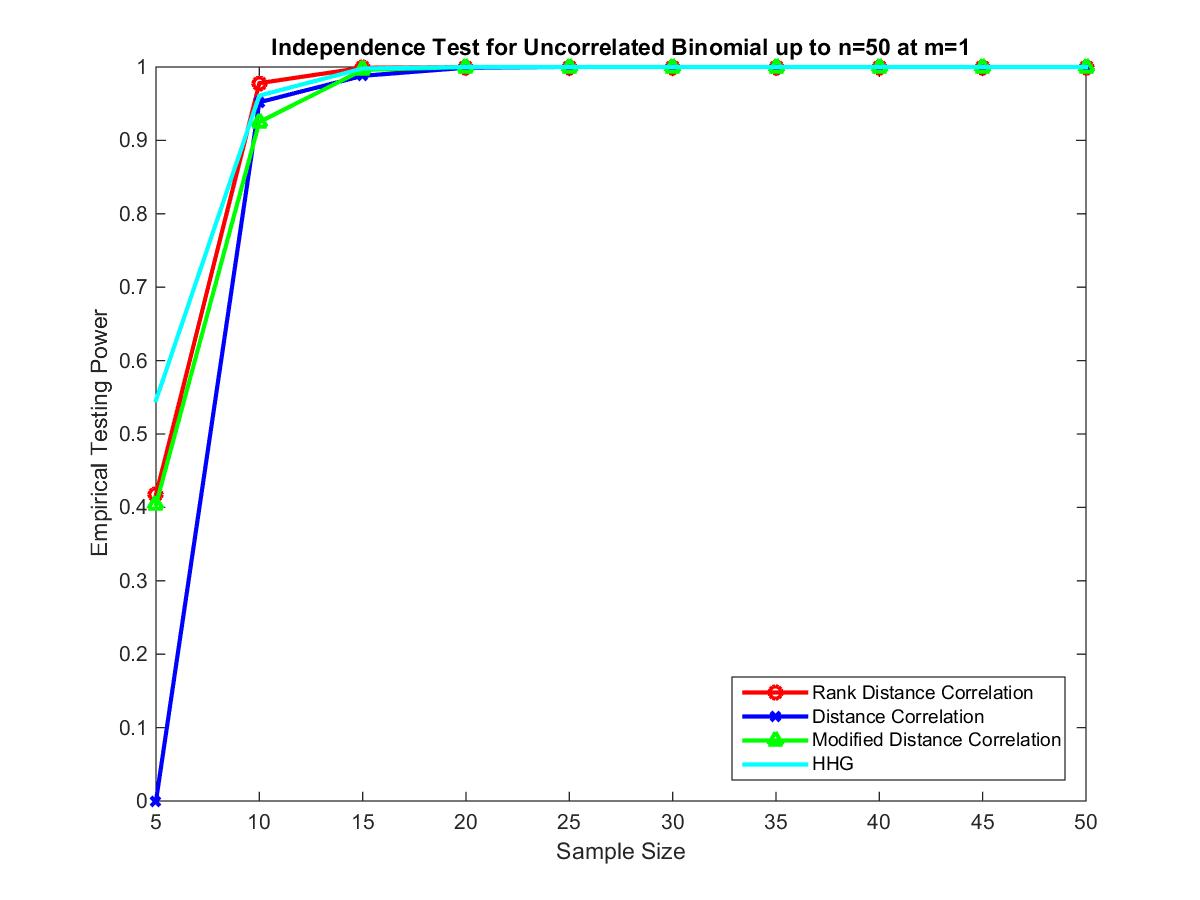 Independence Test for Uncorrelated Binomial up to n=50 at m=1
1
0.9
0.8
0.7
0.6
0.5
0.4
0.3
0.2
0.1
0
Empirical Testing Power
Rank Distance Correlation
Distance Correlation
Modified Distance Correlation
HHG
5 10 15 20 25 30 35 40 45 50
Sample Size